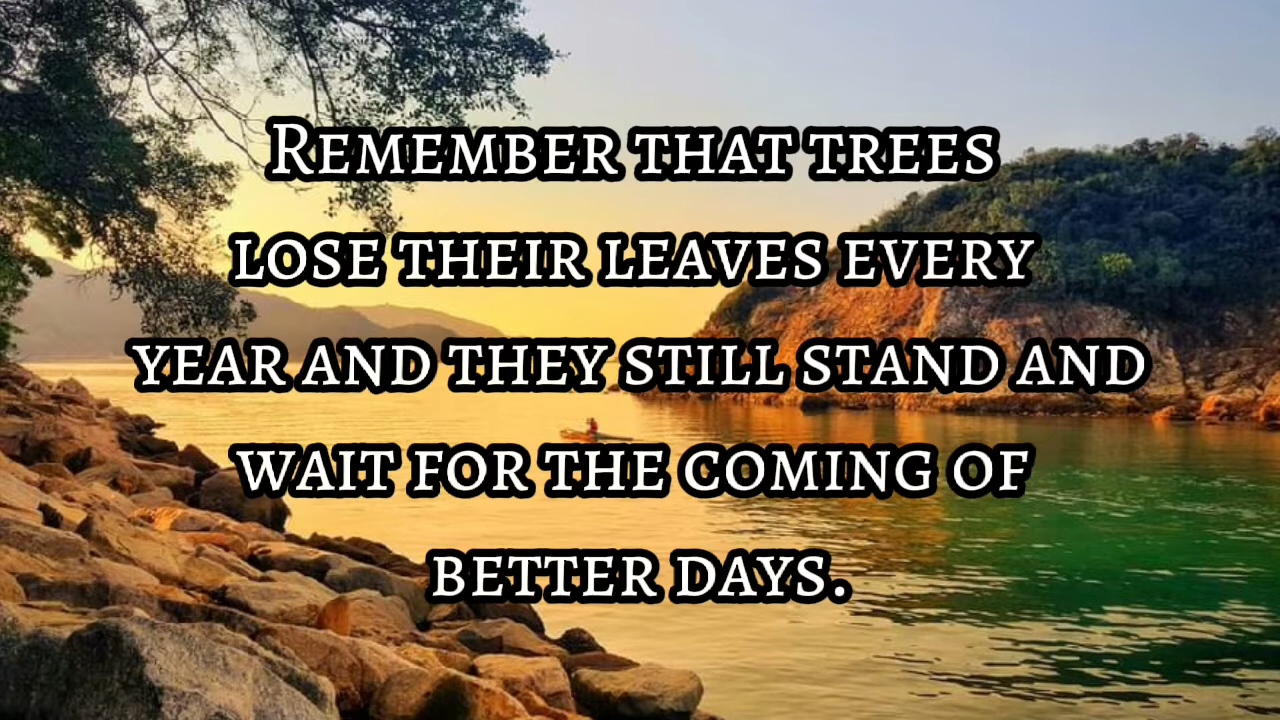 Remember that trees
lose their leaves every
year and they still stand and
wait for the coming of
better days.